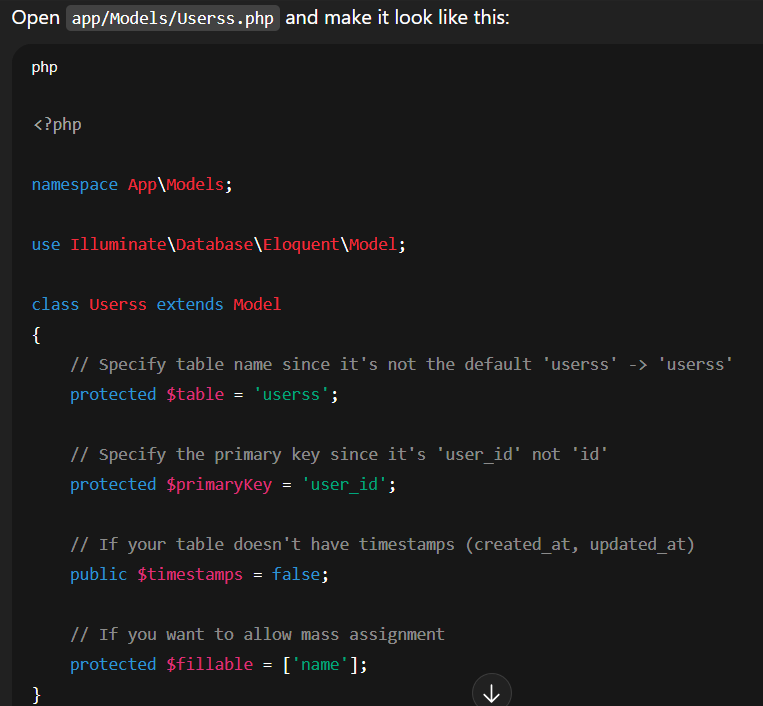 Open app/Models/Userss.php and make it look like this:
php
<?php
namespace App\Models;
use Illuminate\Database\Eloquent\Model;
class Userss extends Model
{
    // Specify table name since it's not the default 'userss' -> 'userss'
    protected $table = 'userss';
    // Specify the primary key since it's 'user_id' not 'id'
    protected $primaryKey = 'user_id';
    // If your table doesn't have timestamps (created_at, updated_at)
    public $timestamps = false;
    // If you want to allow mass assignment
    protected $fillable = ['name'];
}